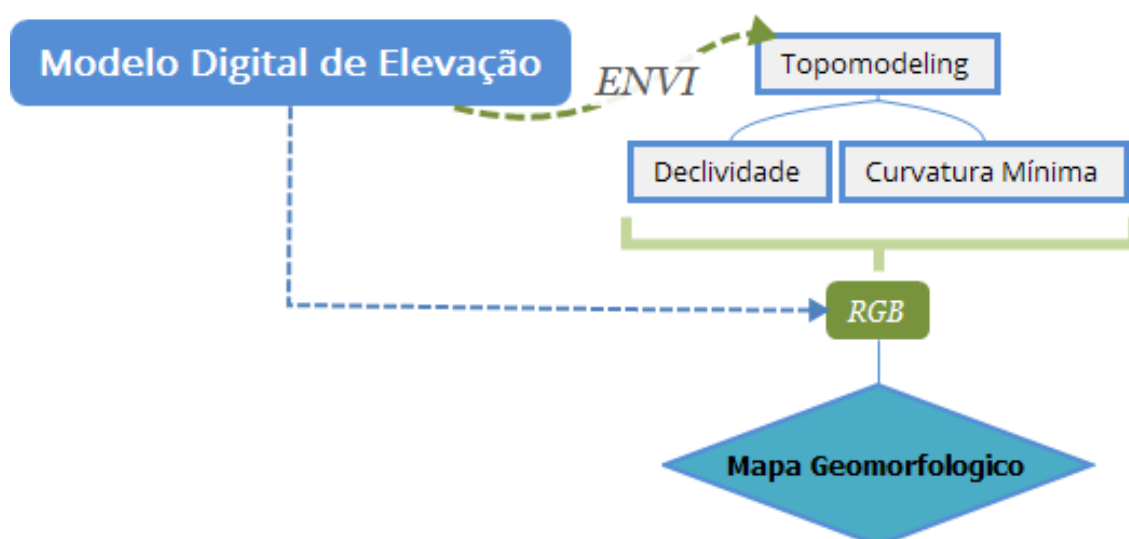 Modelo Digital de Elevação
ENVI
Topomodeling
Declividade
Curvatura Mínima
RGB
Mapa Geomorfologico